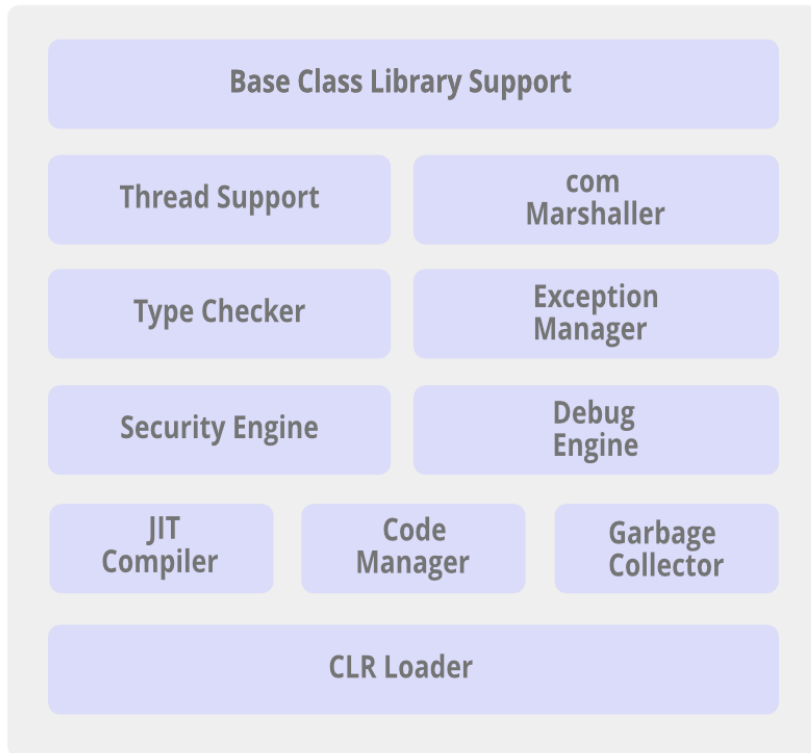 Base Class Library Support
Thread Support
com
Marshaller
Type Checker
Exception
Manager
Security Engine
Debug
Engine
JIT
Compiler
Code
Manager
Garbage
Collector
CLR Loader